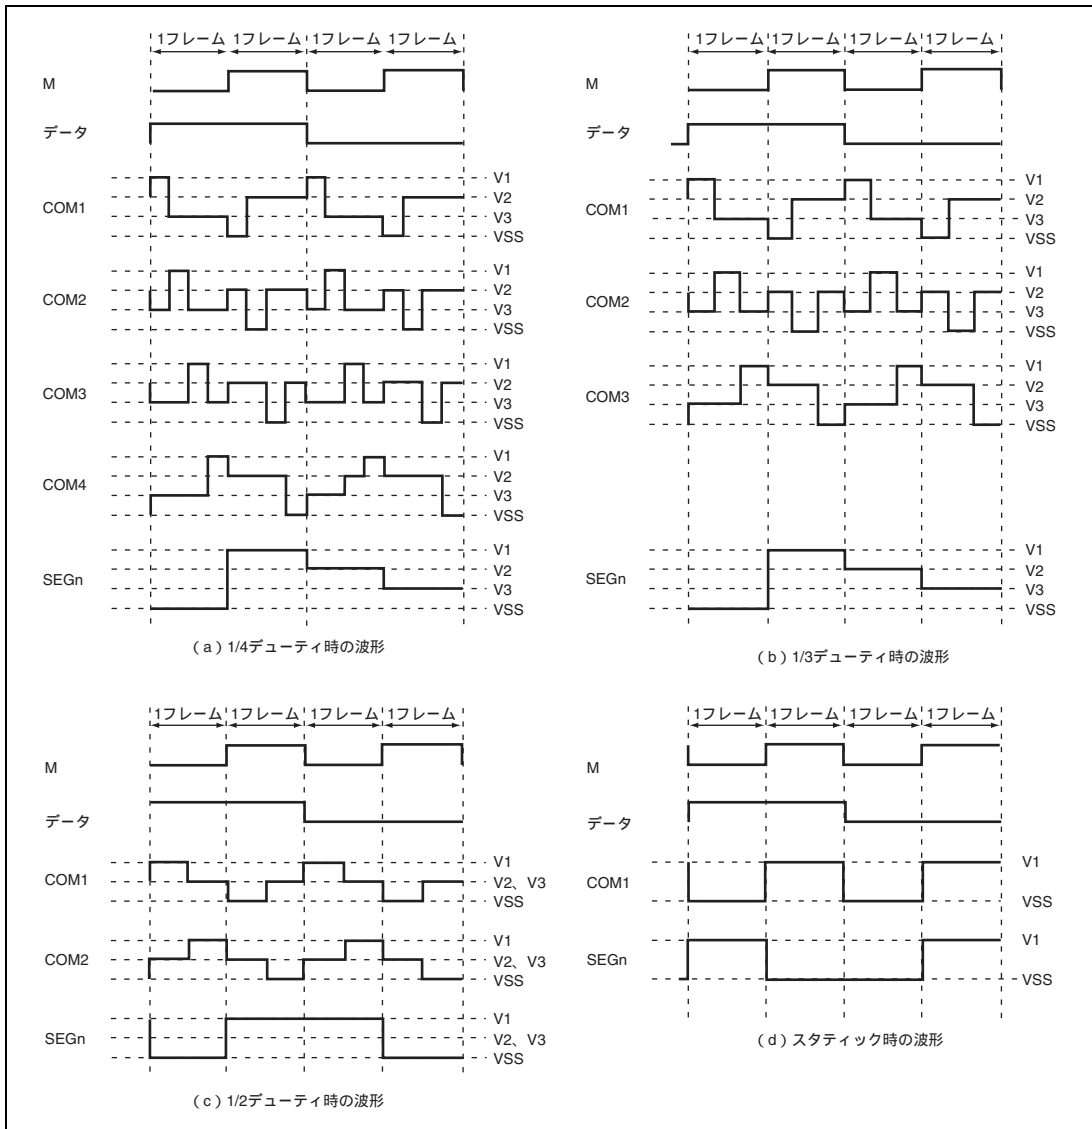 1フレーム 1フレーム 1フレーム 1フレーム
M
データ
COM1
V1
V2
V3
VSS
COM2
V1
V2
V3
VSS
COM3
V1
V2
V3
VSS
COM4
V1
V2
V3
VSS
SEGn
V1
V2
V3
VSS
(a) 1/4デューティ時の波形
1フレーム 1フレーム 1フレーム 1フレーム
M
データ
COM1
V1
V2
V3
VSS
COM2
V1
V2
V3
VSS
COM3
V1
V2
V3
VSS
SEGn
V1
V2
V3
VSS
(b) 1/3デューティ時の波形
1フレーム 1フレーム 1フレーム 1フレーム
M
データ
COM1
V1
V2、V3
VSS
COM2
V1
V2、V3
VSS
SEGn
V1
V2、V3
VSS
(c) 1/2デューティ時の波形
1フレーム 1フレーム 1フレーム 1フレーム
M
データ
COM1
V1
VSS
SEGn
V1
VSS
(d) スタティック時の波形